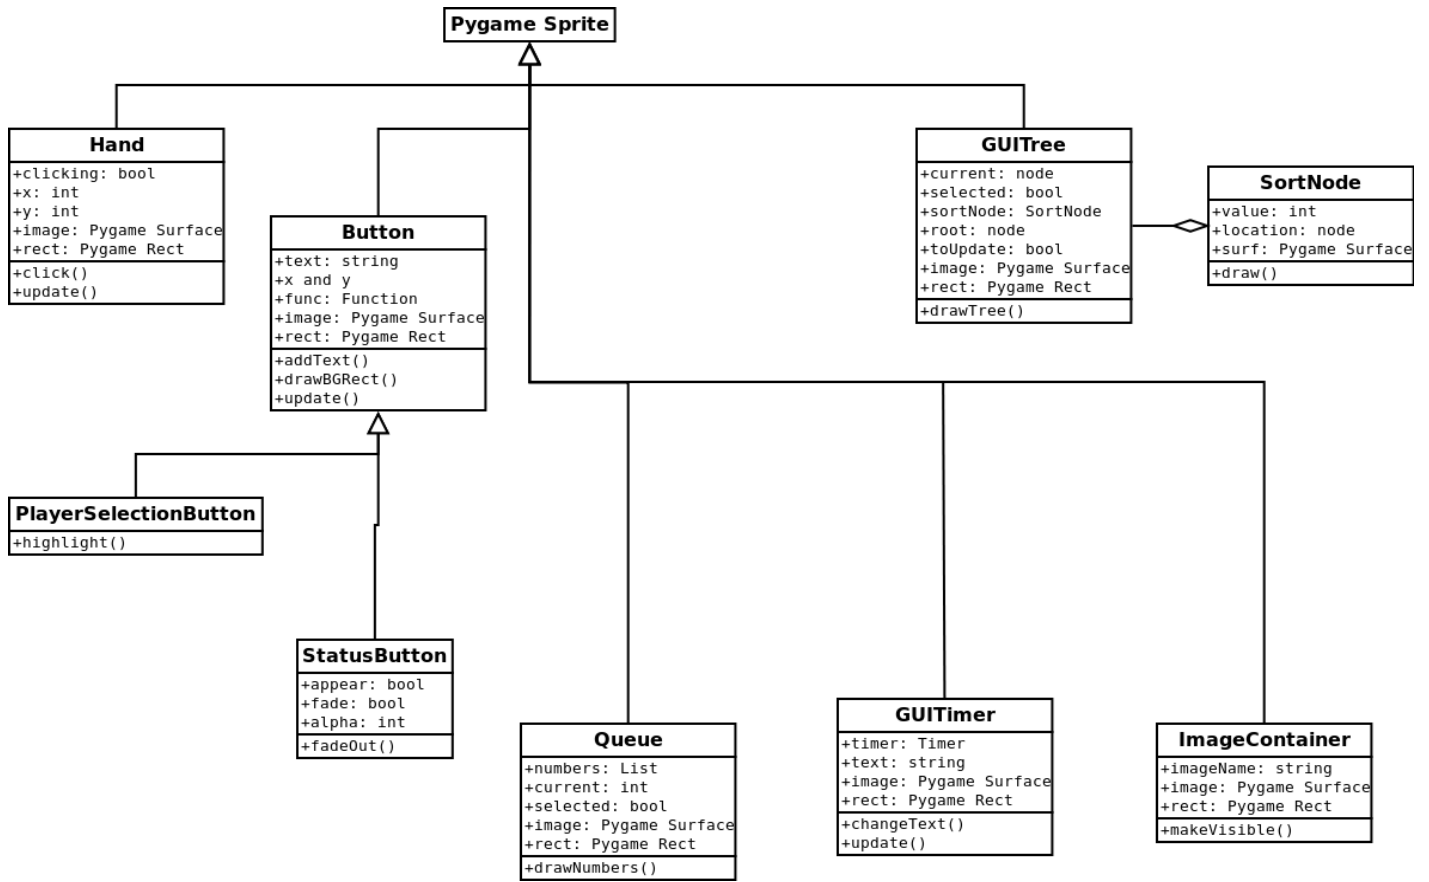 Pygame Sprite
Hand
+clicking: bool
+x: int
+y: int
+image: Pygame Surface
+rect: Pygame Rect
+click()
+update()
Button
+text: string
+x and y
+func: Function
+image: Pygame Surface
+rect: Pygame Rect
+addText()
+drawBGRect()
+update()
GUITree
+current: node
+selected: bool
+sortNode: SortNode
+root: node
+toUpdate: bool
+image: Pygame Surface
+rect: Pygame Rect
+drawTree()
SortNode
+value: int
+location: node
+surf: Pygame Surface
+draw()
PlayerSelectionButton
+highlight()
StatusButton
+appear: bool
+fade: bool
+alpha: int
+fadeOut()
Queue
+numbers: List
+current: int
+selected: bool
+image: Pygame Surface
+rect: Pygame Rect
+drawNumbers()
GUITimer
+timer: Timer
+text: string
+image: Pygame Surface
+rect: Pygame Rect
+changeText()
+update()
ImageContainer
+imageName: string
+image: Pygame Surface
+rect: Pygame Rect
+makeVisible()